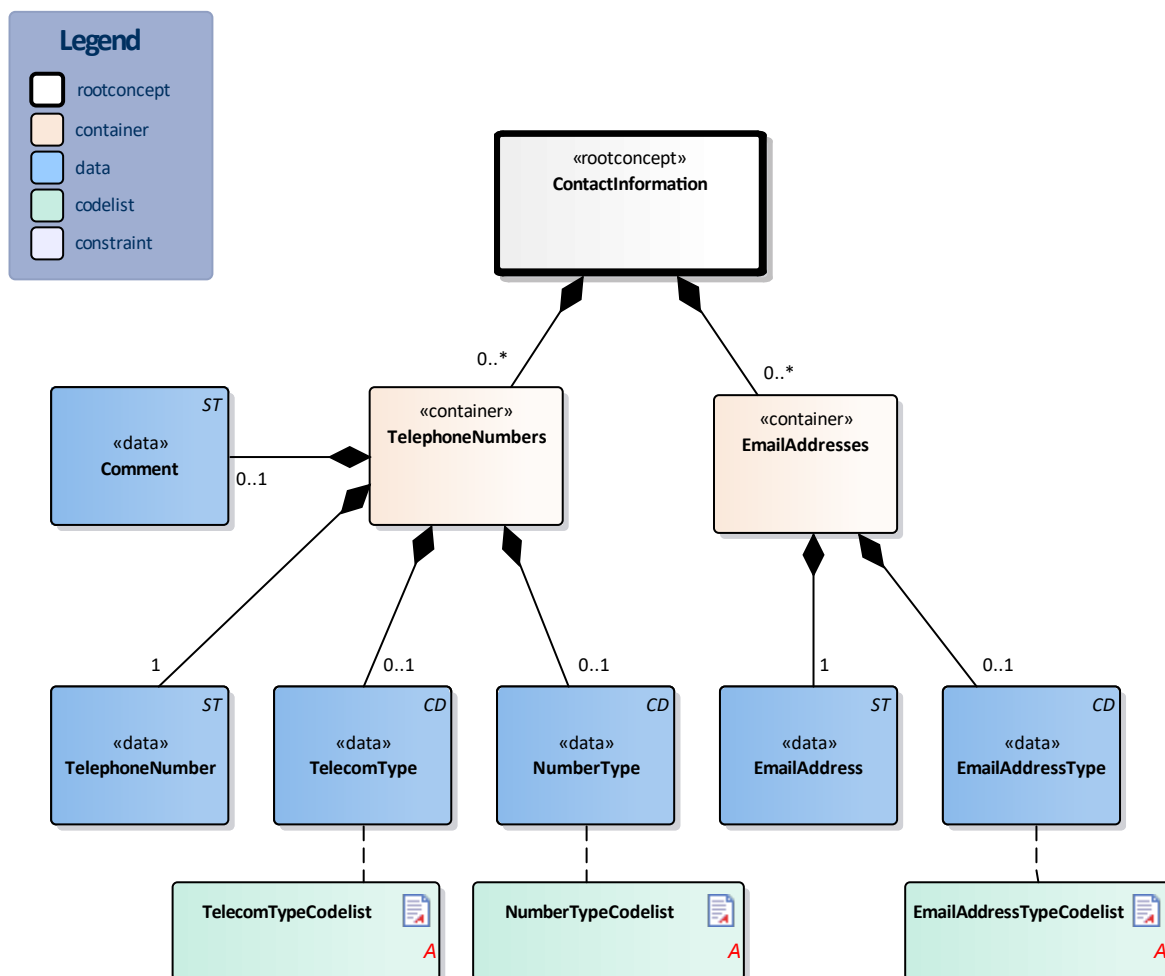 Legend
rootconcept
container
data
codelist
constraint
«rootconcept»
ContactInformation
0..*
0..*
ST
«data»
Comment
0..1
«container»
TelephoneNumbers
«container»
EmailAddresses
1
0..1
0..1
1
0..1
ST
«data»
TelephoneNumber
CD
«data»
TelecomType
CD
«data»
NumberType
ST
«data»
EmailAddress
CD
«data»
EmailAddressType
TelecomTypeCodelist
A
NumberTypeCodelist
A
EmailAddressTypeCodelist
A